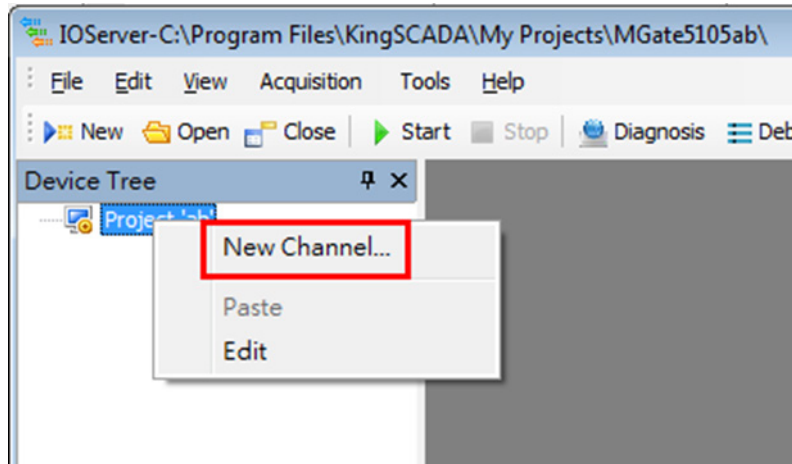 IOServer-C:\Program Files\KingSCADA\My Projects\MGate5105ab\
File Edit View Acquisition Tools Help
New Open Close Start Stop Diagnosis Deb
Device Tree
Project 'ab'
New Channel...
Paste
Edit